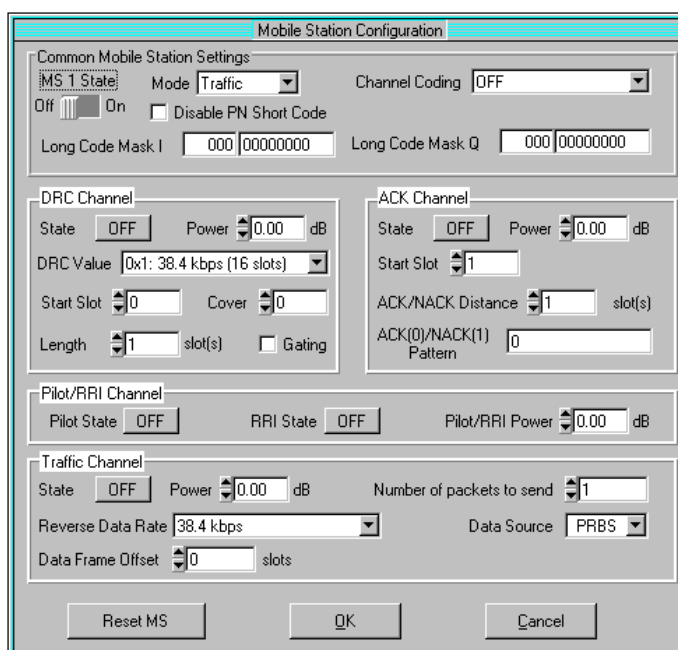 Mobile Station Configuration
Common Mobile Station Settings
MS 1 State Mode Traffic Channel Coding OFF
Off On Disable PN Short Code
Long Code Mask I 000 00000000 Long Code Mask Q 000 00000000
DRC Channel
State OFF Power 0.00 dB
DRC Value 0x1: 38.4 kbps (16 slots)
Start Slot 0 Cover 0
Length 1 slot(s) Gating
ACK Channel
State OFF Power 0.00 dB
Start Slot 1
ACK/NACK Distance 1 slot(s)
ACK(0)/NACK(1)
Pattern 0
Pilot/RRI Channel
Pilot State OFF RRI State OFF Pilot/RRI Power 0.00 dB
Traffic Channel
State OFF Power 0.00 dB Number of packets to send 1
Reverse Data Rate 38.4 kbps Data Source PRBS
Data Frame Offset 0 slots
Reset MS OK Cancel